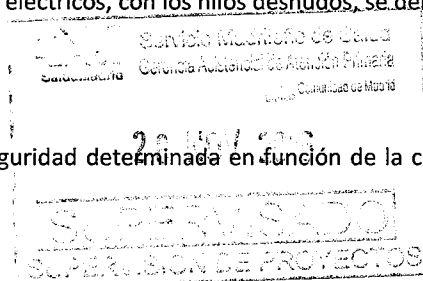 eléctricos, con los hilos desnudos, se de
Servicio Madrileño de Salud
Gerencia Asistencial de Atención Primaria
SaludMadrid
Comunidad de Madrid
guridad determinada en función de la c
SUPERVISADO
SUPERVISION DE PROYECTOS